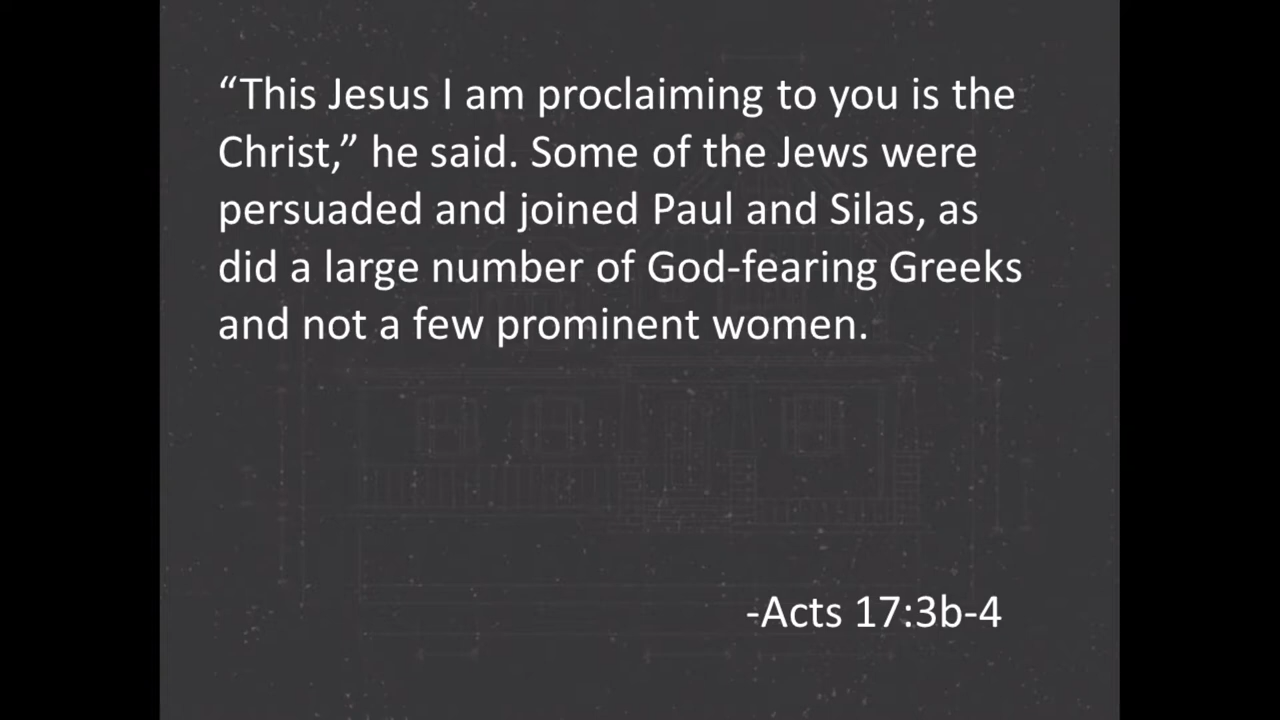 “This Jesus I am proclaiming to you is the
Christ,” he said. Some of the Jews were
persuaded and joined Paul and Silas, as
did a large number of God-fearing Greeks
and not a few prominent women.
-Acts 17:3b-4